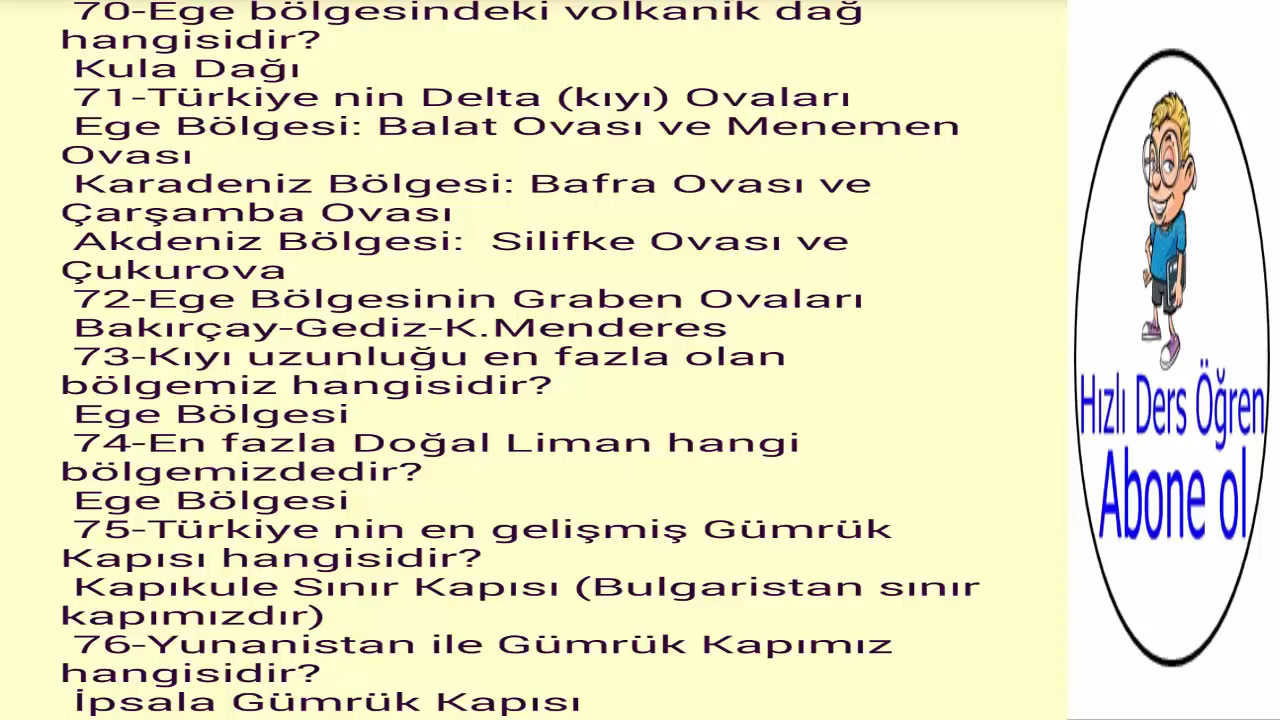 70-Ege bölgesindeki volkanik dağ
hangisidir?
Kula Dağı
71-Türkiye nin Delta (kıyı) Ovaları
Ege Bölgesi: Balat Ovası ve Menemen
Ovası
Karadeniz Bölgesi: Bafra Ovası ve
Çarşamba Ovası
Akdeniz Bölgesi:  Silifke Ovası ve
Çukurova
72-Ege Bölgesinin Graben Ovaları
Bakırçay-Gediz-K.Menderes
73-Kıyı uzunluğu en fazla olan
bölgemiz hangisidir?
Ege Bölgesi
74-En fazla Doğal Liman hangi
bölgemizdedir?
Ege Bölgesi
75-Türkiye nin en gelişmiş Gümrük
Kapısı hangisidir?
Kapıkule Sınır Kapısı (Bulgaristan sınır
kapımızdır)
76-Yunanistan ile Gümrük Kapımız
hangisidir?
İpsala Gümrük Kapısı
Hızlı Ders Öğren
Abone ol